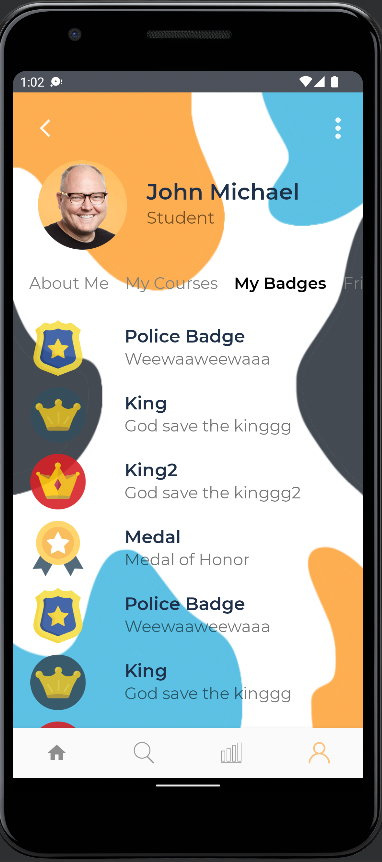 1:02
John Michael
Student
About Me My Courses My Badges Fri
Police Badge
Weewaaweewaaa
King
God save the kinggg
King2
God save the kinggg2
Medal
Medal of Honor
Police Badge
Weewaaweewaaa
King
God save the kinggg